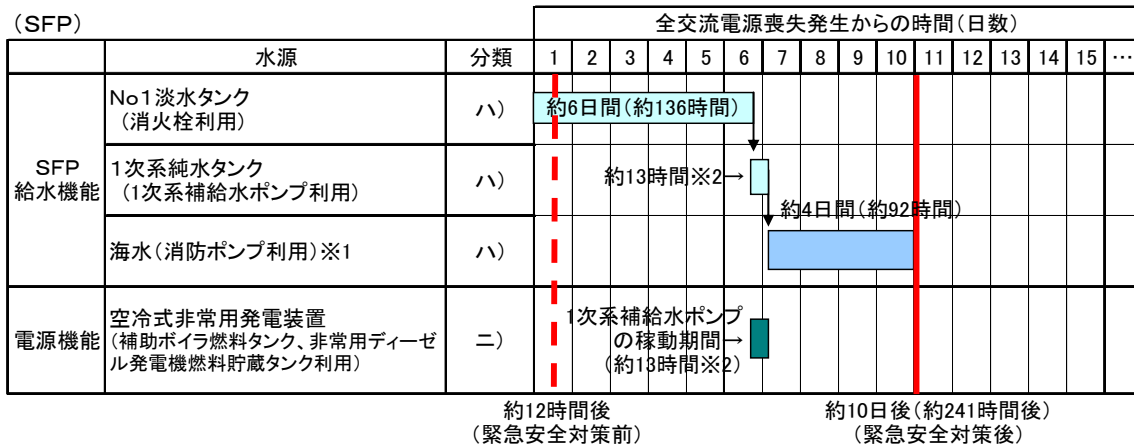 （SFP）
全交流電源喪失発生からの時間（日数）
水源 分類 1 2 3 4 5 6 7 8 9 10 11 12 13 14 15 …
SFP
給水機能
No1淡水タンク
（消火栓利用）
ハ）
約6日間（約136時間）
1次系純水タンク
（1次系補給水ポンプ利用）
ハ）
約13時間※2→
約4日間（約92時間）
海水（消防ポンプ利用）※1
ハ）
電源機能
空冷式非常用発電装置
（補助ボイラ燃料タンク、非常用ディーゼ
ル発電機燃料貯蔵タンク利用）
ニ）
1次系補給水ポンプ
の稼動期間→
（約13時間※2）
約12時間後
（緊急安全対策前）
約10日後（約241時間後）
（緊急安全対策後）